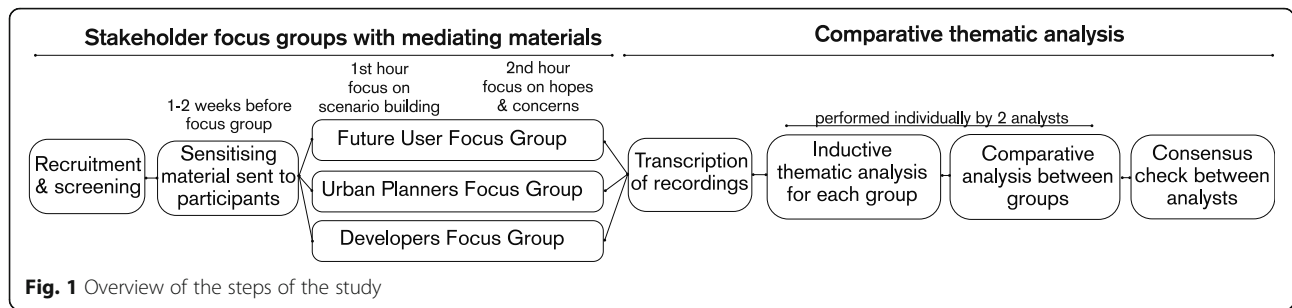 Stakeholder focus groups with mediating materials
Comparative thematic analysis
1-2 weeks before
focus group
1st hour
focus on
scenario building
2nd hour
focus on hopes
& concerns
performed individually by 2 analysts
Recruitment
& screening
Sensitising
material sent to
participants
Future User Focus Group
Urban Planners Focus Group
Developers Focus Group
Transcription
of recordings
Inductive
thematic analysis
for each group
Comparative
analysis between
groups
Consensus
check between
analysts
Fig. 1 Overview of the steps of the study